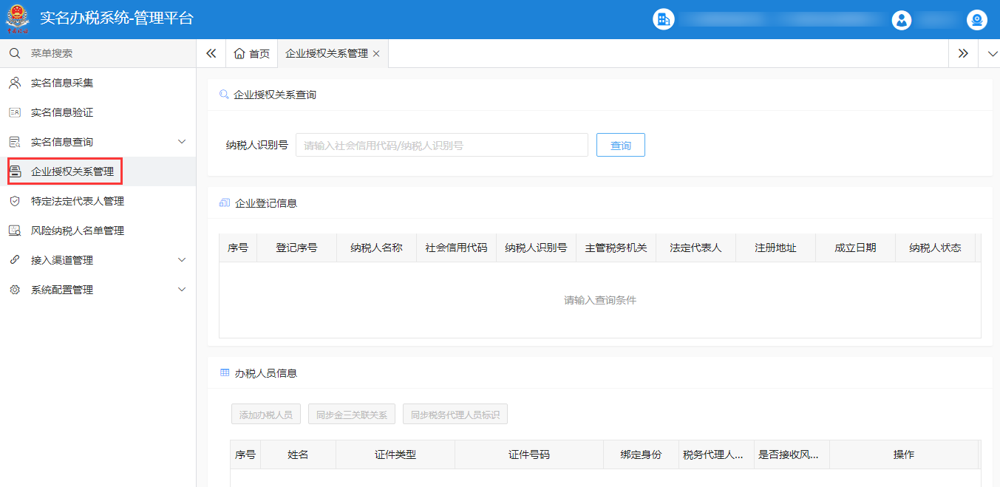 实名办税系统-管理平台
菜单搜索
首页
企业授权关系管理
实名信息采集
实名信息验证
实名信息查询
企业授权关系管理
特定法定代表人管理
风险纳税人名单管理
接入渠道管理
系统配置管理
企业授权关系查询
纳税人识别号 请输入社会信用代码/纳税人识别号 查询
企业登记信息
序号 登记序号 纳税人名称 社会信用代码 纳税人识别号 主管税务机关 法定代表人 注册地址 成立日期 纳税人状态
请输入查询条件
办税人员信息
添加办税人员 同步金三关联关系 同步税务代理人员标识
序号 姓名 证件类型 证件号码 绑定身份 税务代理人... 是否接收风... 操作